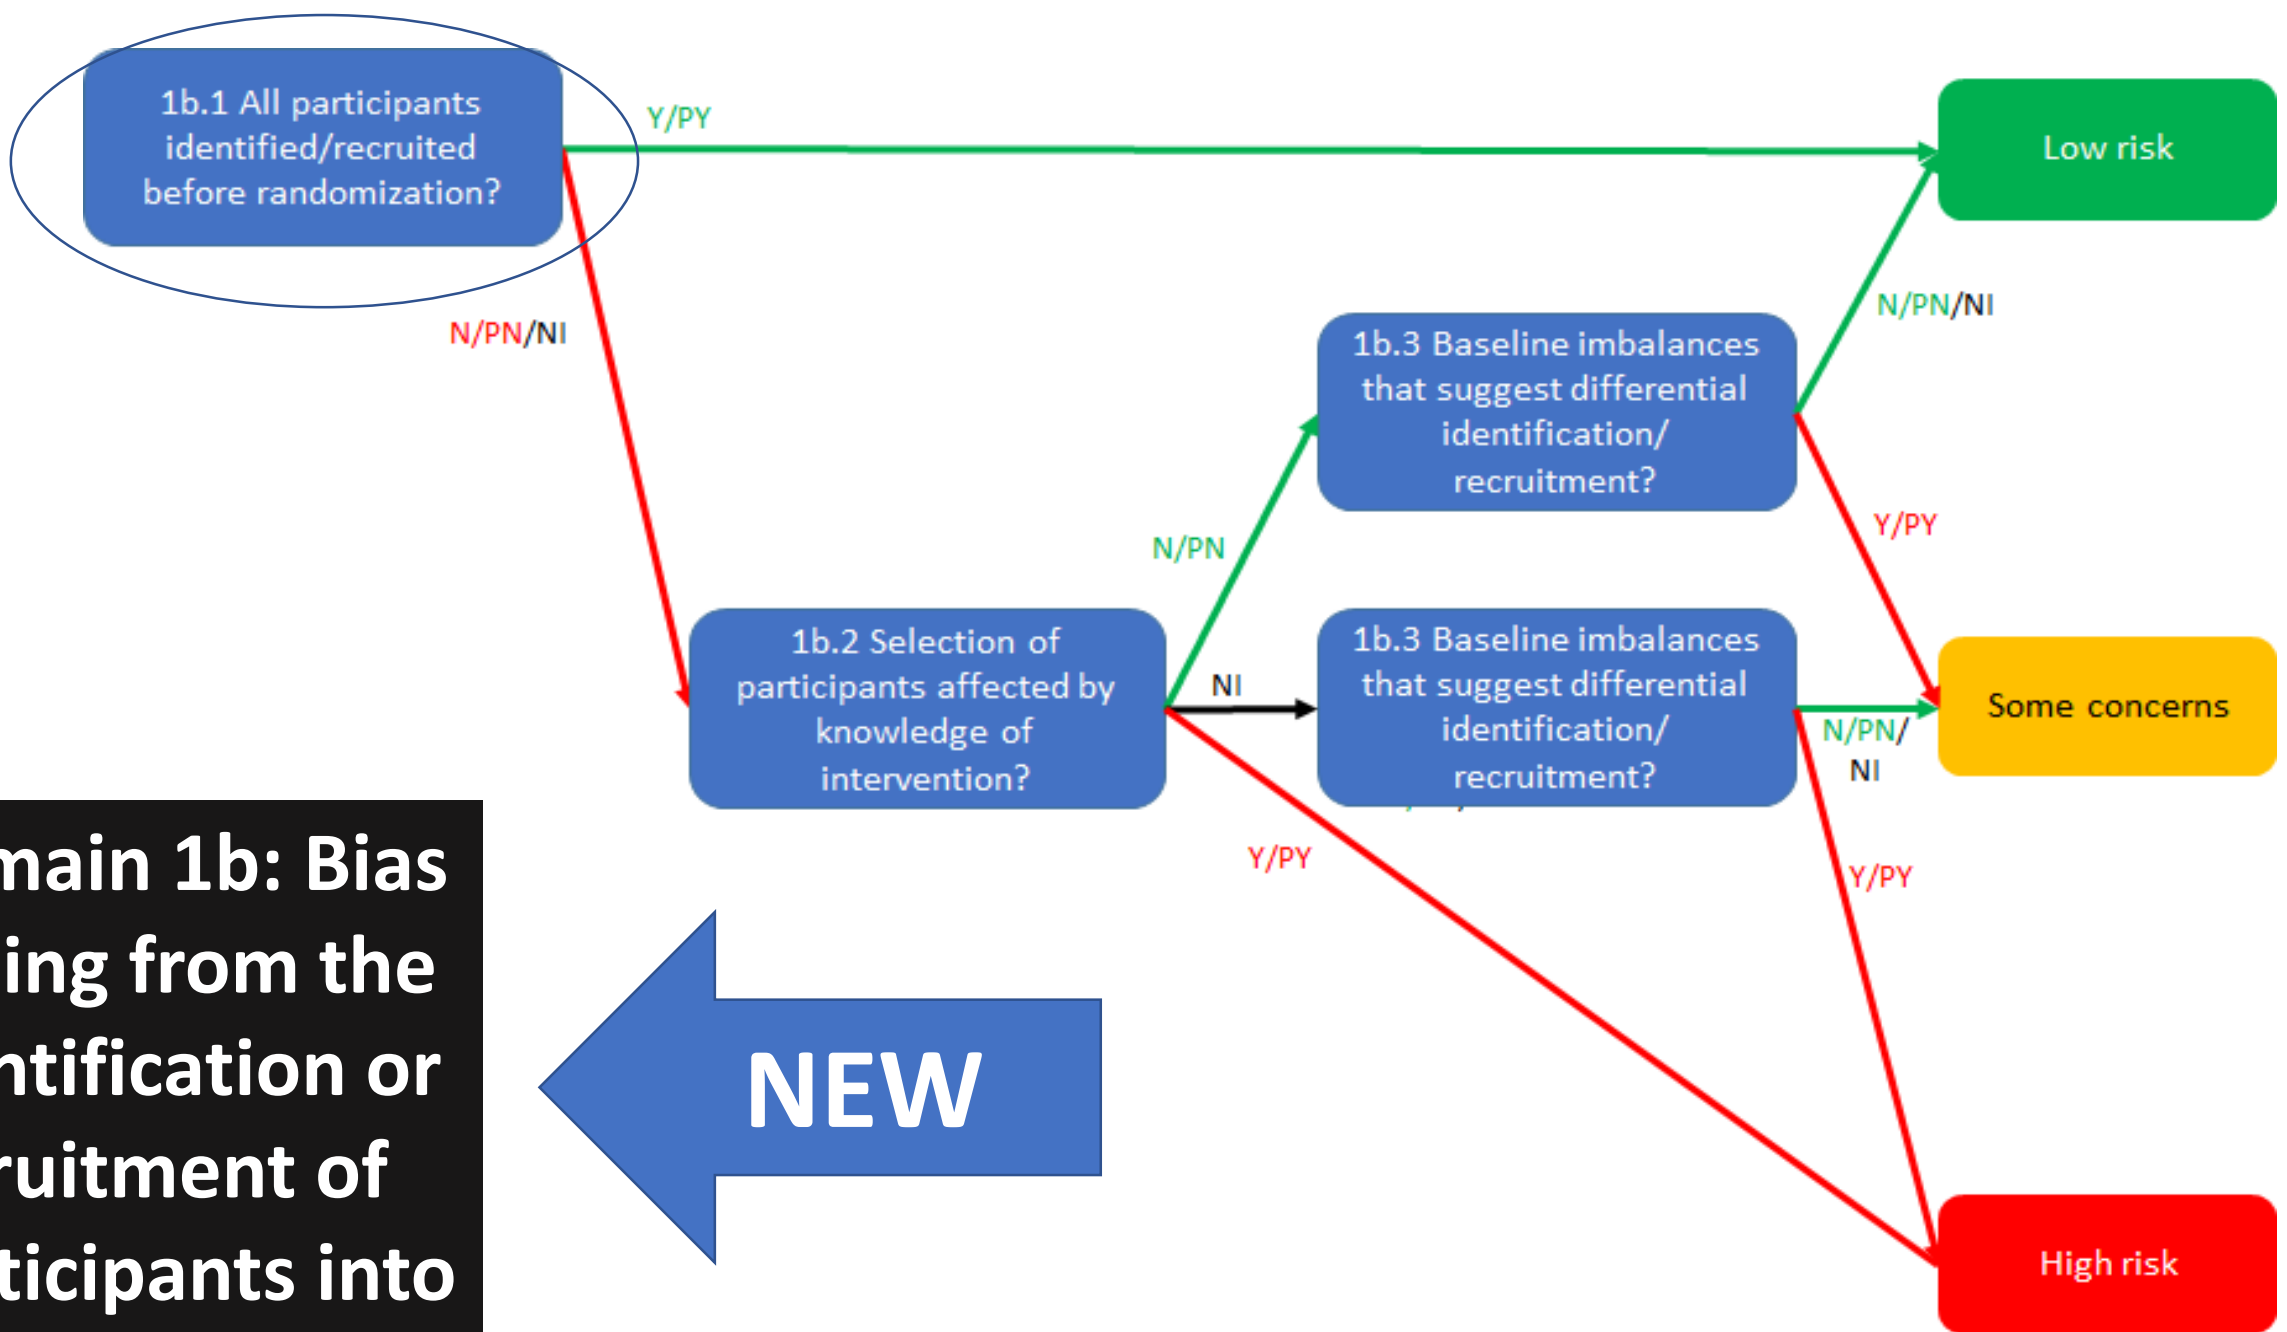 1b.1 All participants
identified/recruited
before randomization?
Y/PY
Low risk
N/PN/NI
N/PN/NI
1b.3 Baseline imbalances
that suggest differential
identification/
recruitment?
Y/PY
N/PN
1b.2 Selection of
participants affected by
knowledge of
intervention?
NI
1b.3 Baseline imbalances
that suggest differential
identification/
recruitment?
N/PN/
NI
Some concerns
Y/PY
Y/PY
High risk
main 1b: Bias
ing from the
ntification or
ruitment of
ticipants into
NEW